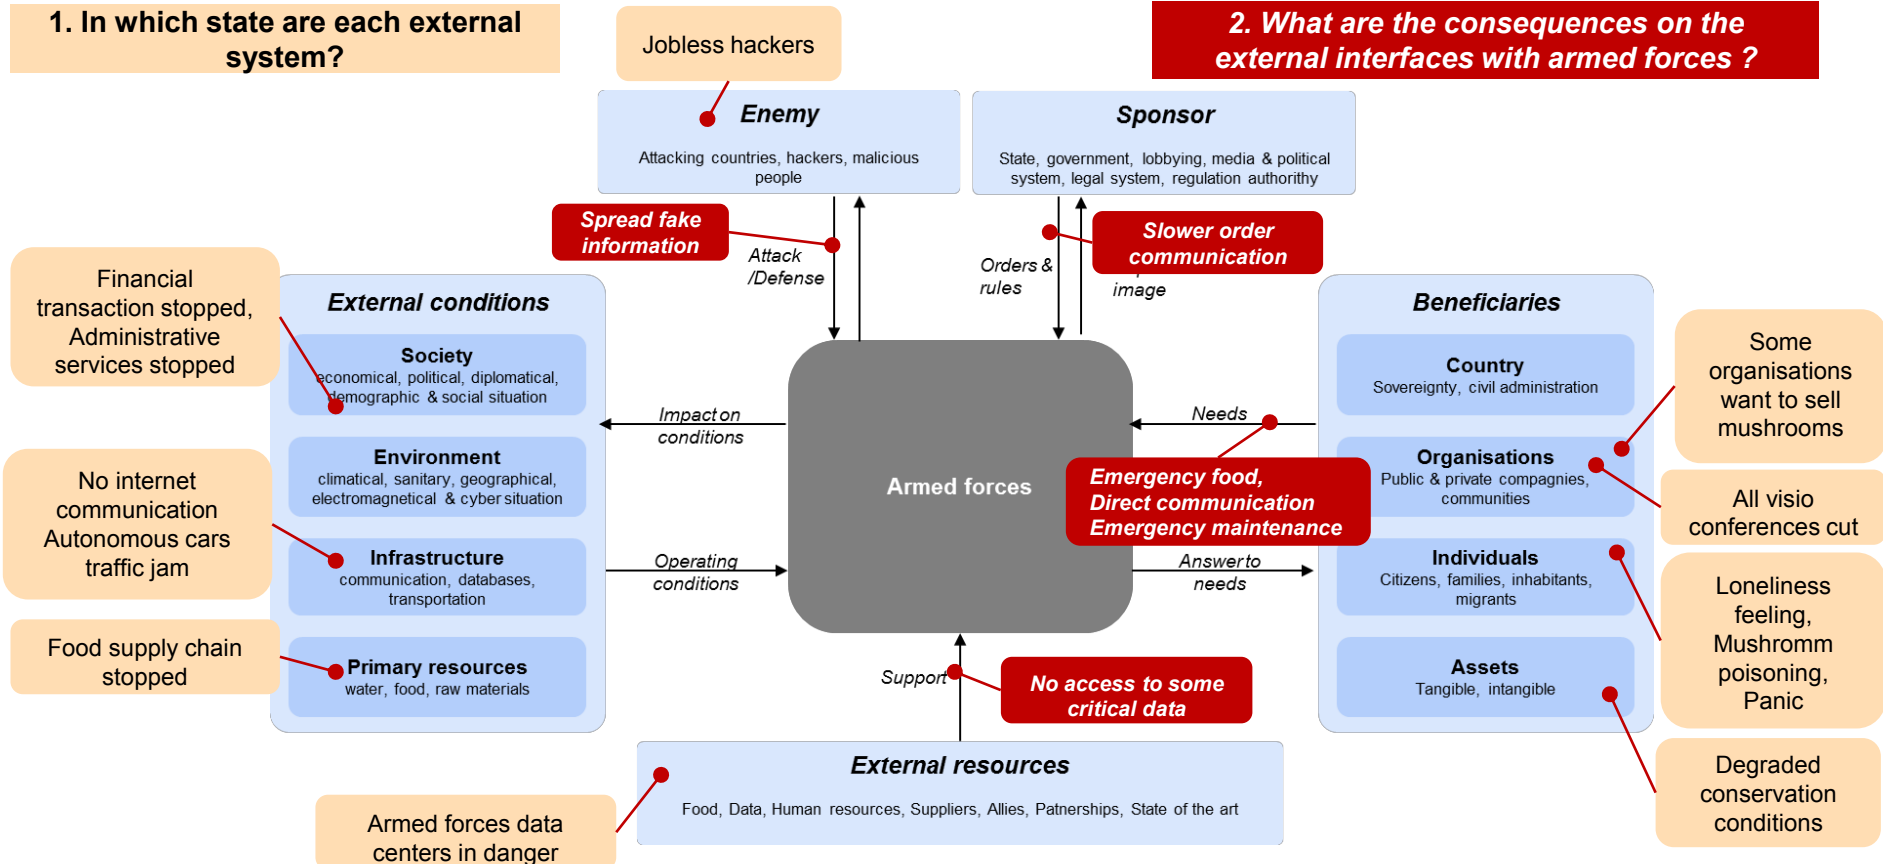 1. In which state are each external
system?
2. What are the consequences on the
external interfaces with armed forces ?
Jobless hackers
Enemy
Attacking countries, hackers, malicious
people
Sponsor
State, government, lobbying, media & political
system, legal system, regulation authorithy
Spread fake
information
Attack
/Defense
Orders &
rules
Slower order
communication
image
Financial
transaction stopped,
Administrative
services stopped
No internet
communication
Autonomous cars
traffic jam
Food supply chain
stopped
External conditions
Society
economical, political, diplomatical,
demographic & social situation
Environment
climatical, sanitary, geographical,
electromagnetical & cyber situation
Infrastructure
communication, databases,
transportation
Primary resources
water, food, raw materials
Impact on
conditions
Operating
conditions
Armed forces
Needs
Emergency food,
Direct communication
Emergency maintenance
Answer to
needs
Beneficiaries
Country
Sovereignty, civil administration
Organisations
Public & private compagnies,
communities
Individuals
Citizens, families, inhabitants,
migrants
Assets
Tangible, intangible
Some
organisations
want to sell
mushrooms
All visio
conferences cut
Loneliness
feeling,
Mushromm
poisoning,
Panic
Degraded
conservation
conditions
Support
No access to some
critical data
External resources
Food, Data, Human resources, Suppliers, Allies, Patnerships, State of the art
Armed forces data
centers in danger